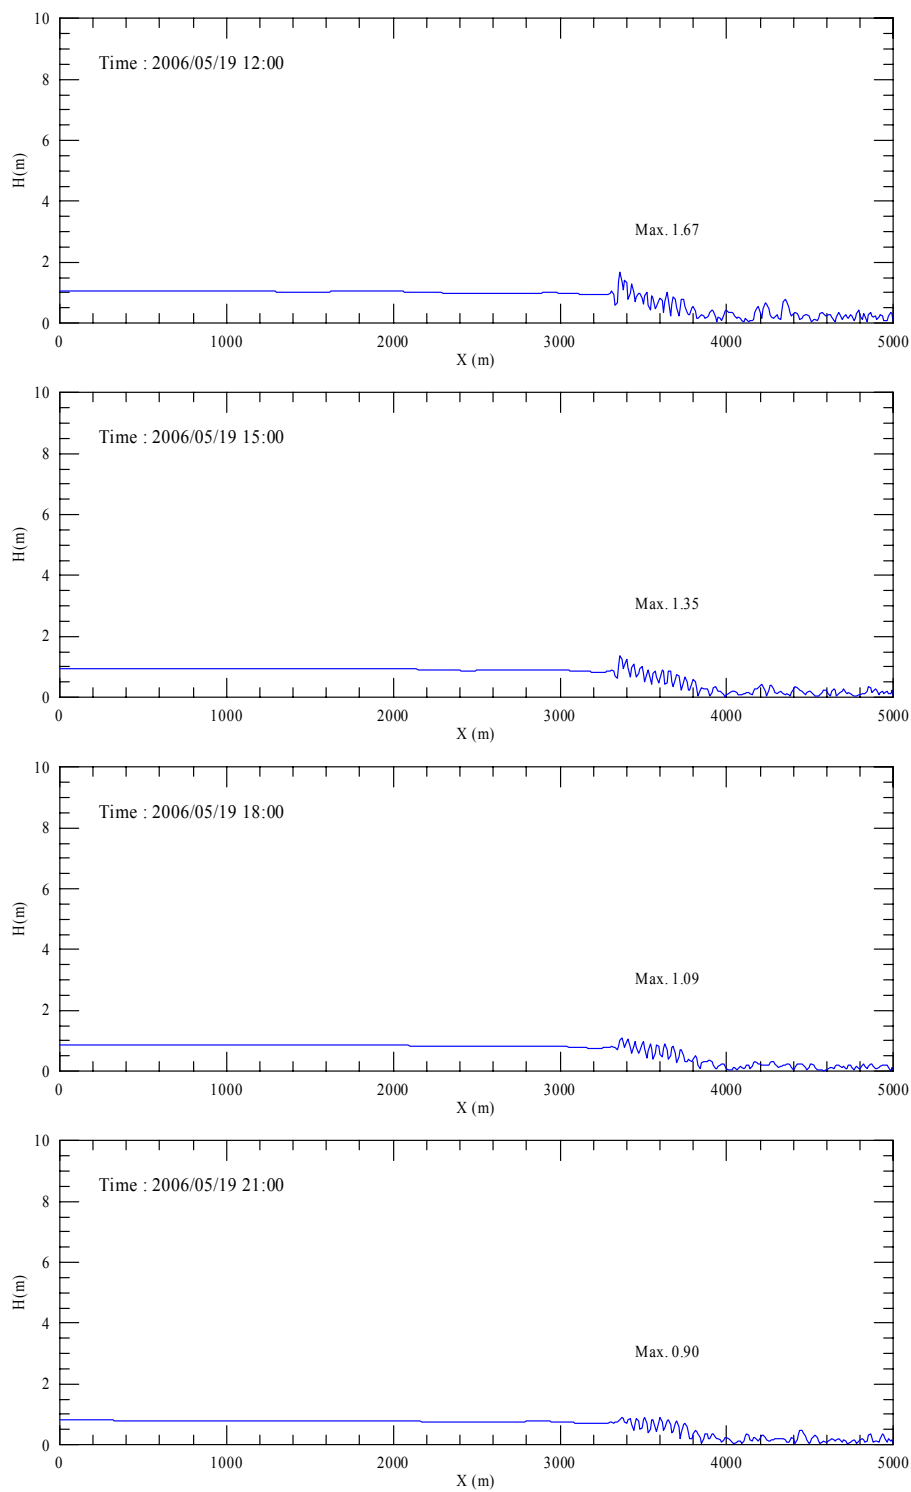 10
Time : 2006/05/19 12:00
8
6
H(m)
4
Max. 1.67
2
0
0 1000 2000 3000 4000 5000
X (m)
10
Time : 2006/05/19 15:00
8
6
H(m)
4
Max. 1.35
2
0
0 1000 2000 3000 4000 5000
X (m)
10
Time : 2006/05/19 18:00
8
6
H(m)
4
Max. 1.09
2
0
0 1000 2000 3000 4000 5000
X (m)
10
Time : 2006/05/19 21:00
8
6
H(m)
4
Max. 0.90
2
0
0 1000 2000 3000 4000 5000
X (m)